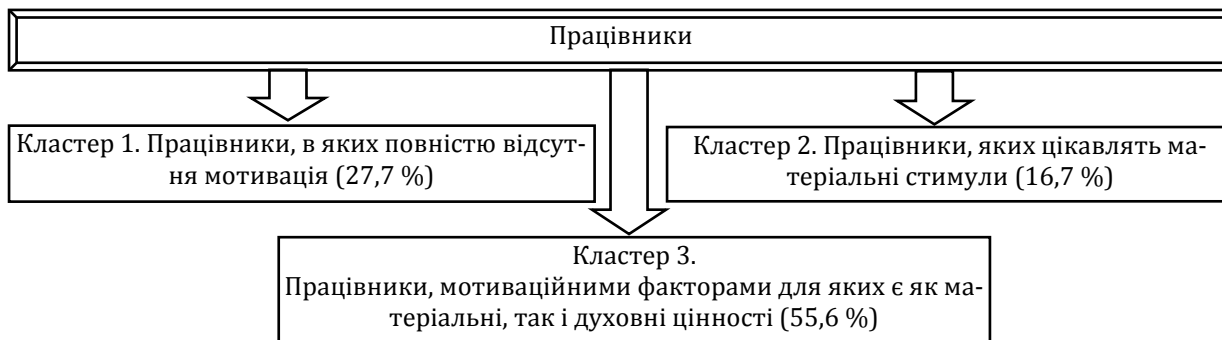 Працівники
Кластер 1. Працівники, в яких повністю відсут-
ня мотивація (27,7 %)
Кластер 2. Працівники, яких цікавлять ма-
теріальні стимули (16,7 %)
Кластер 3.
Працівники, мотиваційними факторами для яких є як ма-
теріальні, так і духовні цінності (55,6 %)